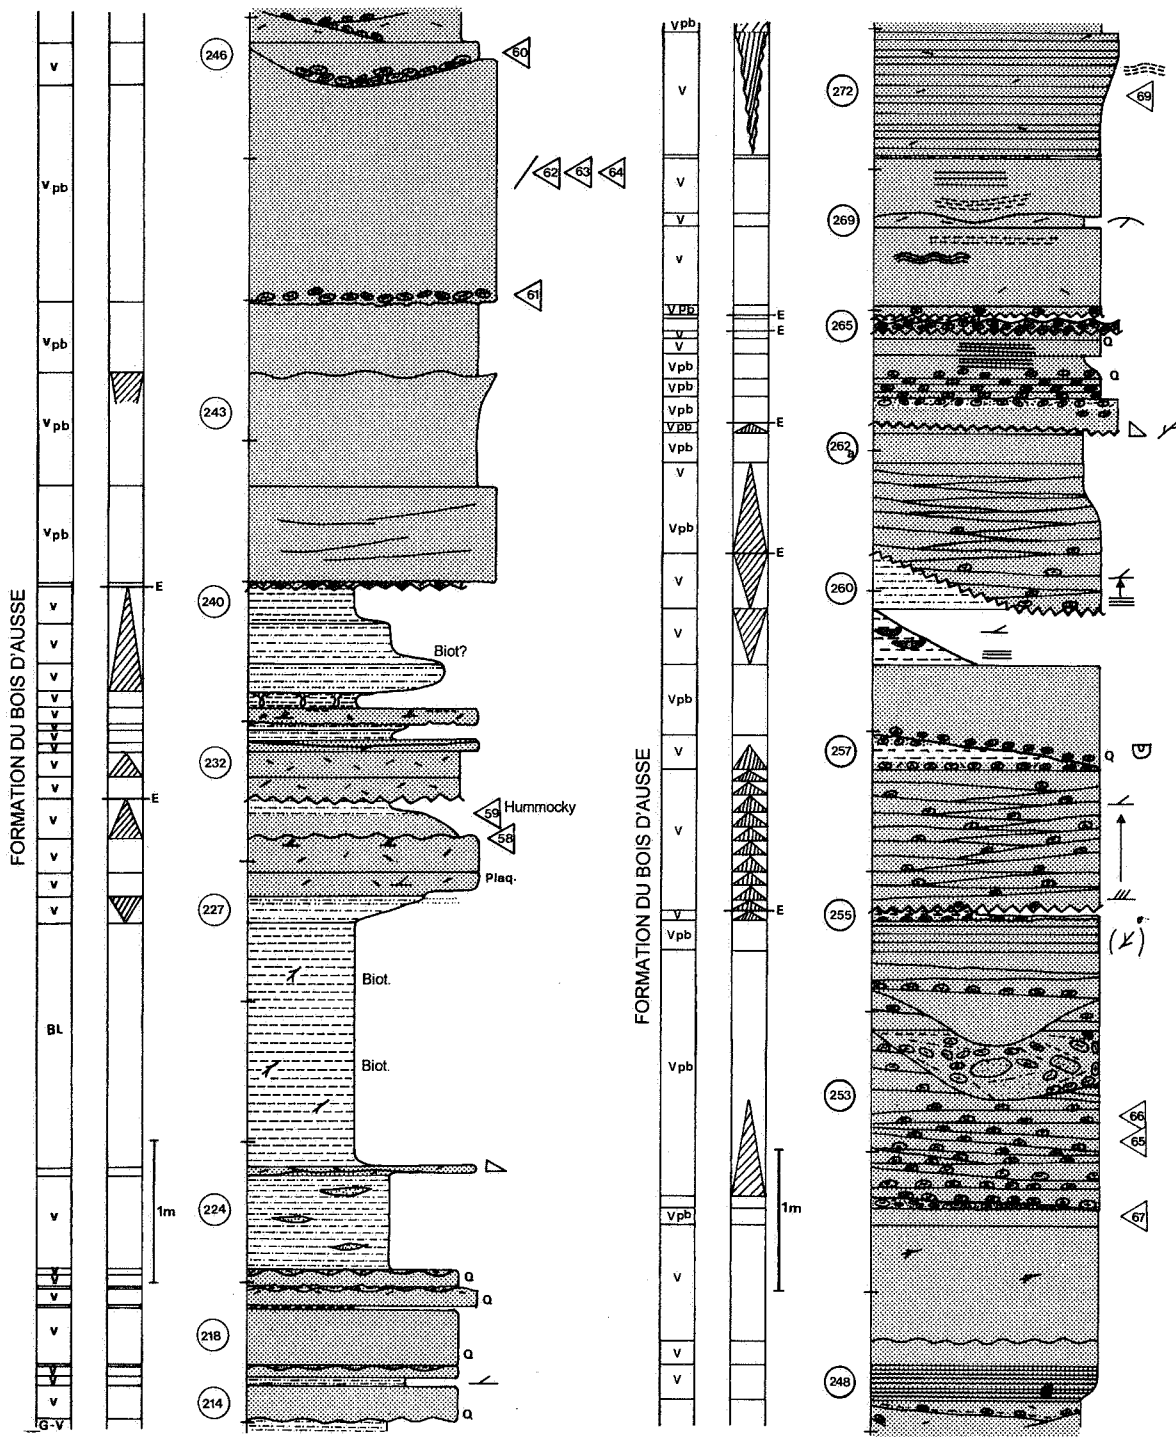 FORMATION DU BOIS D'AUSSE
V
Vpb
Vpb
Vpb
Vpb
E
V
V
V
V
V
V
V
V
V
V
E
V
V
V
V
BL
1m
V
V
V
V
V
V
V
V
G-V
246
243
240
232
227
224
218
214
60
62 63 64
61
Biot?
59 Hummocky
58
Plaq.
Biot.
Biot.
Q
Q
Q
Q
FORMATION DU BOIS D'AUSSE
Vpb
V
V
V
V
VPb
E
V
E
V
Vpb
Vpb
Vpb
Vpb
E
Vpb
V
Vpb
E
V
V
Vpb
V
V
E
V
Vpb
Vpb
1m
Vpb
V
V
V
272
269
265
262a
260
257
255
253
248
69
Q
Q
Q
66
65
67